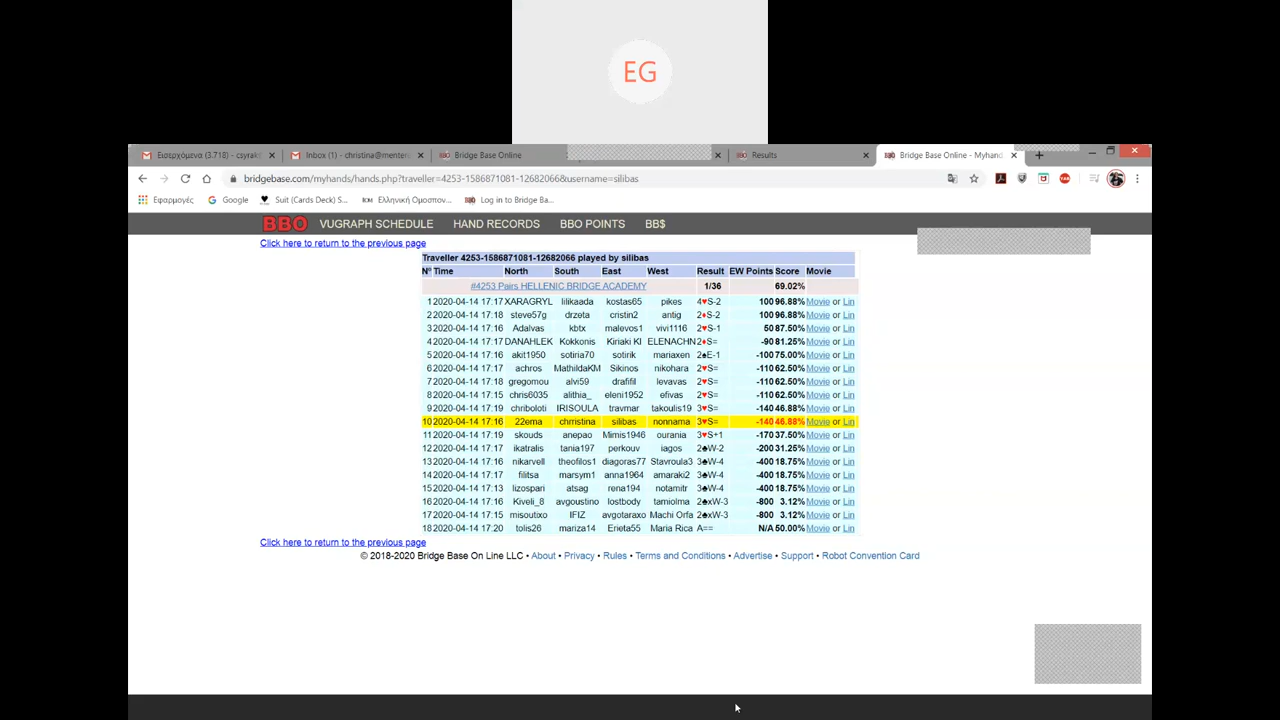 EG
Εισερχόμενα (3.718) - csyrak
Inbox (1) - christina@mentere
Bridge Base Online
Results
Bridge Base Online - Myhand
bridgebase.com/myhands/hands.php?traveller=4253-1586871081-12682066&username=silibas
Εφαρμογές Google Suit (Cards Deck) S... Ελληνική Ομοσπον... Log in to Bridge Ba...
BBO VUGRAPH SCHEDULE HAND RECORDS BBO POINTS BB$
Click here to return to the previous page
Traveller 4253-1586871081-12682066 played by silibas
Nº Time North South East West Result EW Points Score Movie
#4253 Pairs HELLENIC BRIDGE ACADEMY 1/36 69.02%
1 2020-04-14 17:17 XARAGRYL lilikaada kostas65 pikes 4♥S-2 100 96.88% Movie or Lin
2 2020-04-14 17:18 steve57g drzeta cristin2 antig 2♦S-2 100 96.88% Movie or Lin
3 2020-04-14 17:16 Adalvas kbtx malevos1 vivi1116 2♥S-1 50 87.50% Movie or Lin
4 2020-04-14 17:17 DANAHLEK Kokkonis Kiriaki KI ELENACHN 2♦S= -90 81.25% Movie or Lin
5 2020-04-14 17:16 akit1950 sotiria70 sotirik mariaxen 2♠E-1 -100 75.00% Movie or Lin
6 2020-04-14 17:17 achros MathildaKM Sikinos nikohara 2♥S= -110 62.50% Movie or Lin
7 2020-04-14 17:18 gregomou alvi59 drafifil levavas 2♥S= -110 62.50% Movie or Lin
8 2020-04-14 17:15 chris6035 alithia_ eleni1952 efivas 2♥S= -110 62.50% Movie or Lin
9 2020-04-14 17:19 chriboloti IRISOULA travmar takoulis19 3♥S= -140 46.88% Movie or Lin
10 2020-04-14 17:16 22ema chrristina silibas nonnama 3♥S= -140 46.88% Movie or Lin
11 2020-04-14 17:19 skouds anepao Mimis1946 ourania 3♥S+1 -170 37.50% Movie or Lin
12 2020-04-14 17:17 ikatralis tania197 perkouv iagos 2♣W-2 -200 31.25% Movie or Lin
13 2020-04-14 17:16 nikarvell theofilos1 diagoras77 Stavroula3 3♣W-4 -400 18.75% Movie or Lin
14 2020-04-14 17:17 filitsa marsym1 anna1964 amaraki2 3♣W-4 -400 18.75% Movie or Lin
15 2020-04-14 17:13 lizospari atsag rena194 notamitr 3♣W-4 -400 18.75% Movie or Lin
16 2020-04-14 17:16 Kiveli_8 avgoustino lostbody tamiolma 2♣xW-3 -800 3.12% Movie or Lin
17 2020-04-14 17:15 misoutixo IFIZ avgotaraxo Machi Orfa 2♣xW-3 -800 3.12% Movie or Lin
18 2020-04-14 17:20 tolis26 mariza14 Erieta55 Maria Rica A== N/A 50.00% Movie or Lin
Click here to return to the previous page
© 2018-2020 Bridge Base On Line LLC • About • Privacy • Rules • Terms and Conditions • Advertise • Support • Robot Convention Card